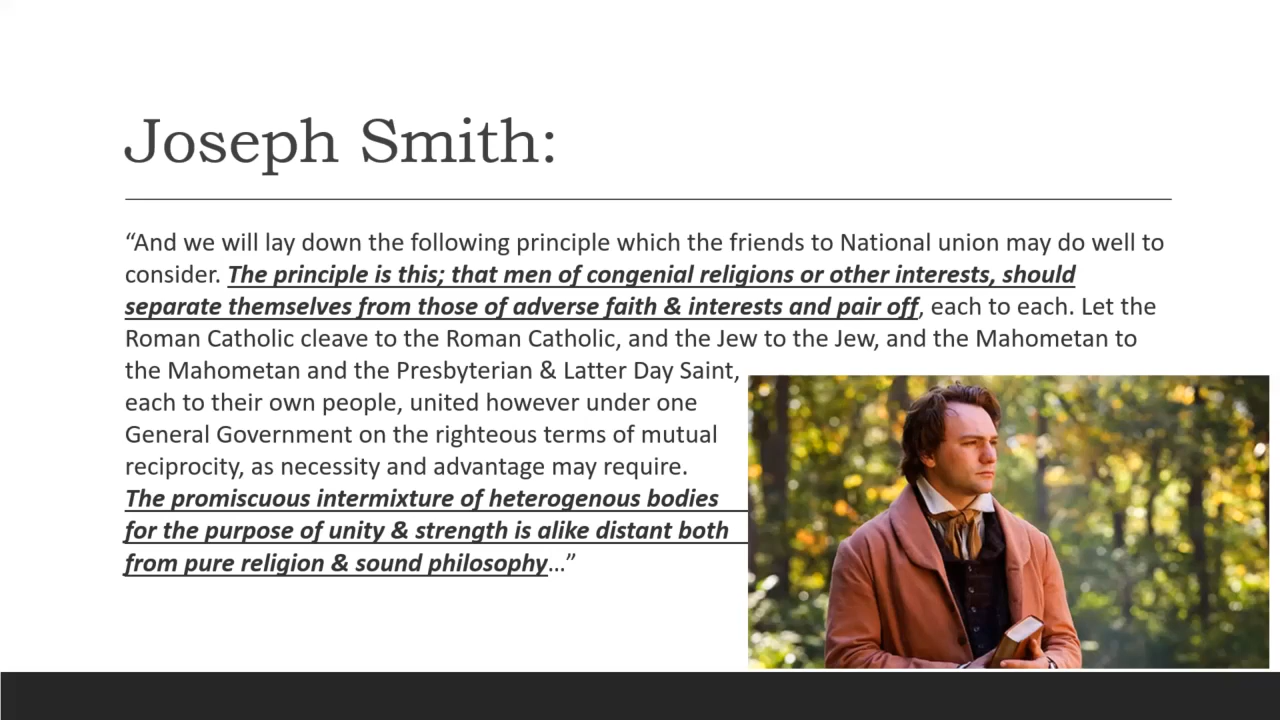 Joseph Smith:
“And we will lay down the following principle which the friends to National union may do well to
consider. The principle is this; that men of congenial religions or other interests, should
separate themselves from those of adverse faith & interests and pair off, each to each. Let the
Roman Catholic cleave to the Roman Catholic, and the Jew to the Jew, and the Mahometan to
the Mahometan and the Presbyterian & Latter Day Saint,
each to their own people, united however under one
General Government on the righteous terms of mutual
reciprocity, as necessity and advantage may require.
The promiscuous intermixture of heterogenous bodies
for the purpose of unity & strength is alike distant both
from pure religion & sound philosophy…”